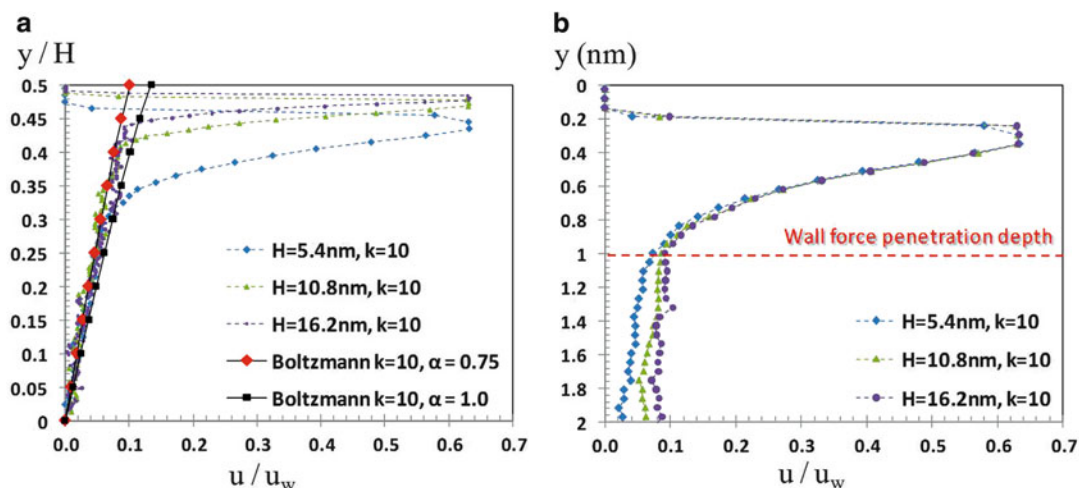 a
y / H
0.5
0.45
0.4
0.35
0.3
0.25
0.2
0.15
0.1
0.05
0
0.0 0.1 0.2 0.3 0.4 0.5 0.6 0.7
u / u_w
H=5.4nm, k=10
H=10.8nm, k=10
H=16.2nm, k=10
Boltzmann k=10, α = 0.75
Boltzmann k=10, α = 1.0
b
y (nm)
0
0.2
0.4
0.6
0.8
1
1.2
1.4
1.6
1.8
2
0.0 0.1 0.2 0.3 0.4 0.5 0.6 0.7
u / u_w
Wall force penetration depth
H=5.4nm, k=10
H=10.8nm, k=10
H=16.2nm, k=10